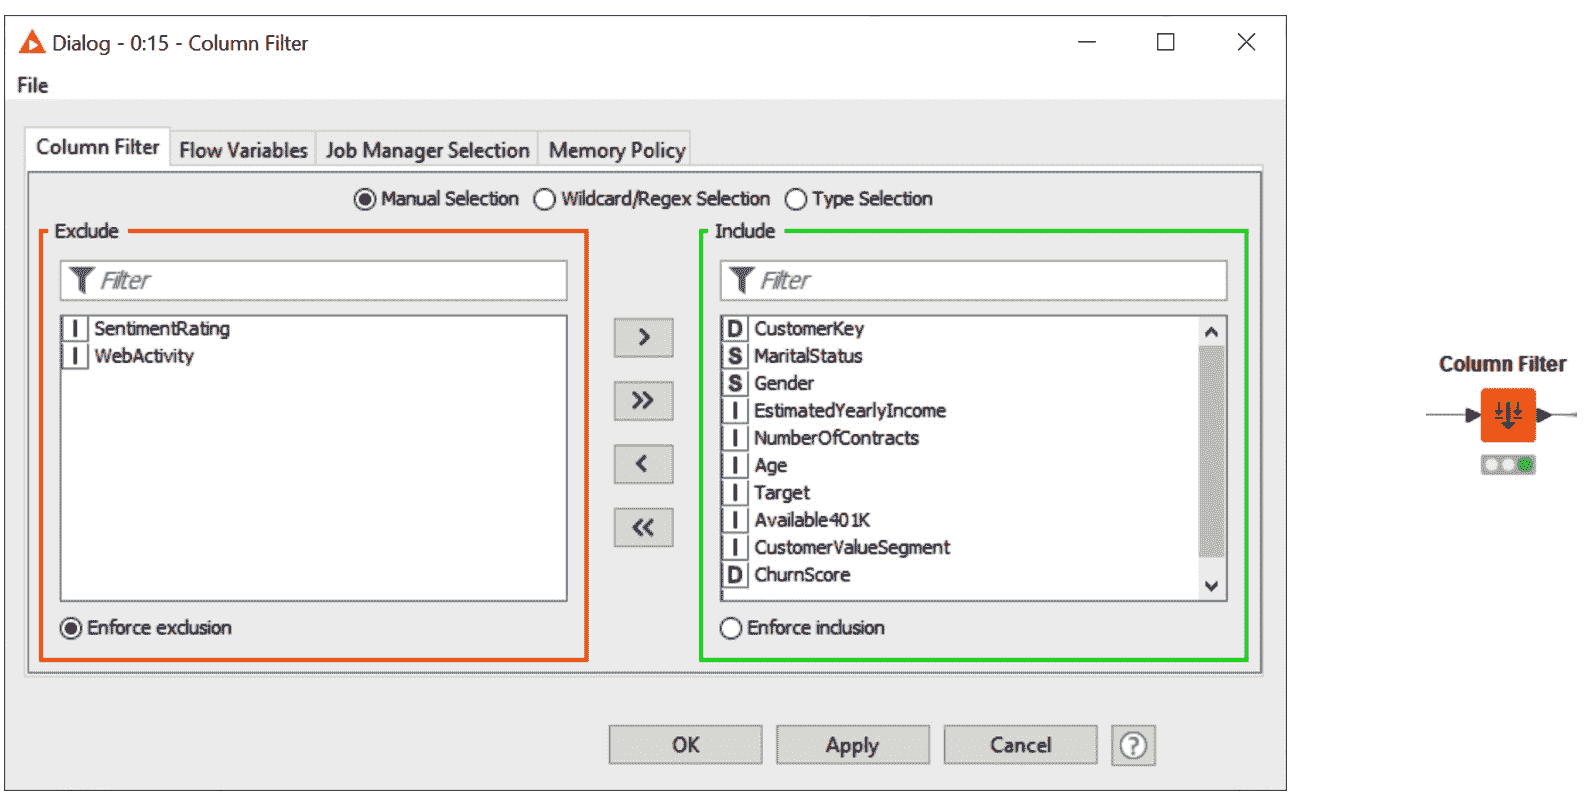 Dialog - 0:15 - Column Filter
File
Column Filter Flow Variables Job Manager Selection Memory Policy
Manual Selection Wildcard/Regex Selection Type Selection
Exclude
Filter
I SentimentRating
I WebActivity
Enforce exclusion
>
>>
<
<<
Include
Filter
D CustomerKey
S MaritalStatus
S Gender
I EstimatedYearlyIncome
I NumberOfContracts
I Age
I Target
I Available401K
I CustomerValueSegment
D ChurnScore
Enforce inclusion
OK Apply Cancel ?
Column Filter